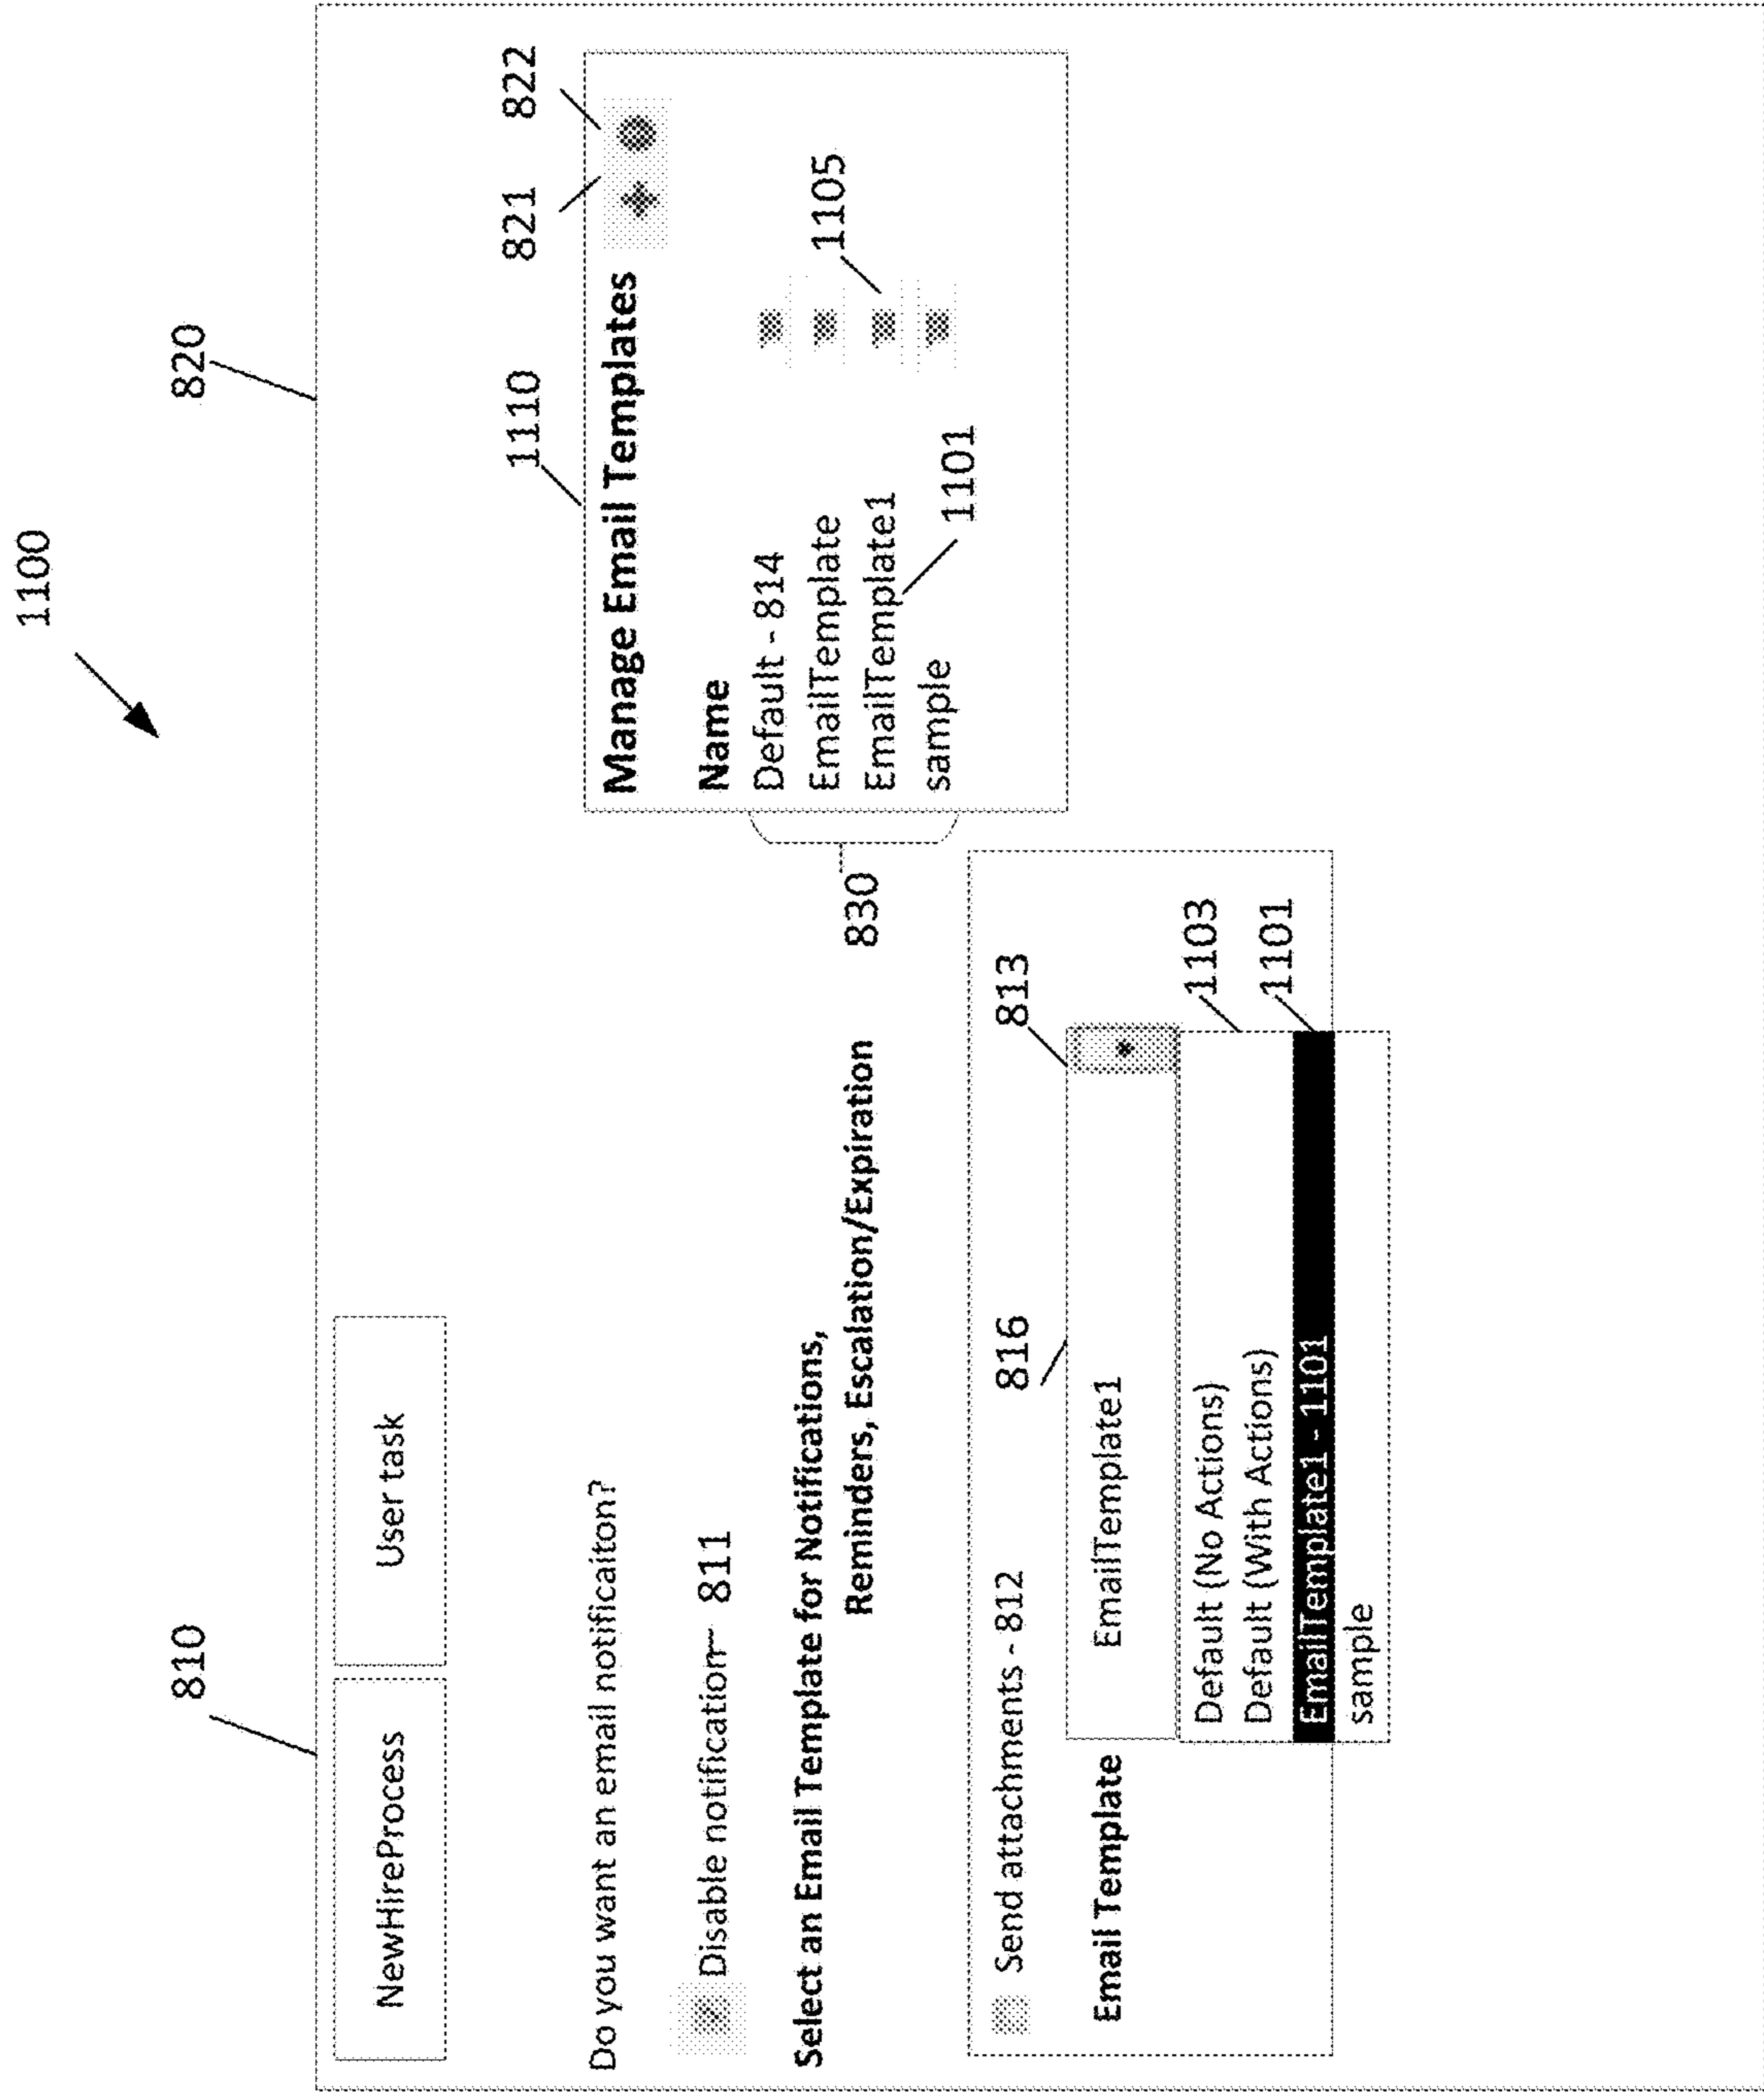 1100
810
820
NewHireProcess
User task
Do you want an email notificaiton?
Disable notification 811
Select an Email Template for Notifications,
Reminders, Escalation/Expiration
Send attachments - 812
816
813
Email Template
EmailTemplate1
Default (No Actions)
Default (With Actions)
EmailTemplate1 - 1101
sample
1103
1101
1110
821
822
Manage Email Templates
Name
Default - 814
EmailTemplate
EmailTemplate1
sample
1105
1101
830